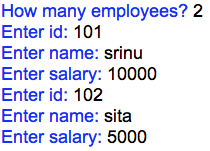 How many employees? 2
Enter id: 101
Enter name: srinu
Enter salary: 10000
Enter id: 102
Enter name: sita
Enter salary: 5000